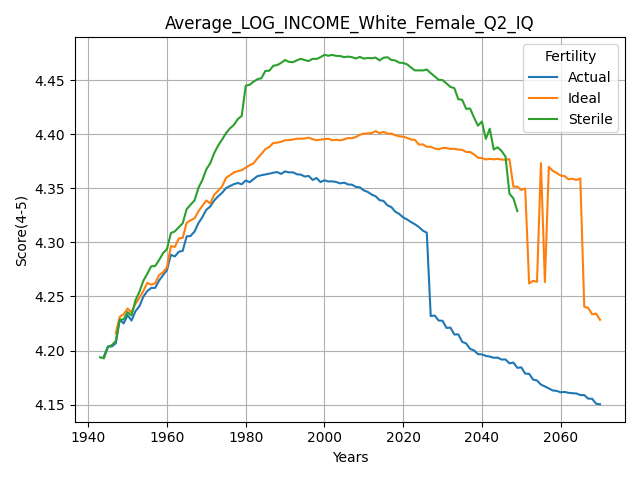 Average_LOG_INCOME_White_Female_Q2_IQ
Score(4-5)
4.45
4.40
4.35
4.30
4.25
4.20
4.15
Fertility
Actual
Ideal
Sterile
1940 1960 1980 2000 2020 2040 2060
Years